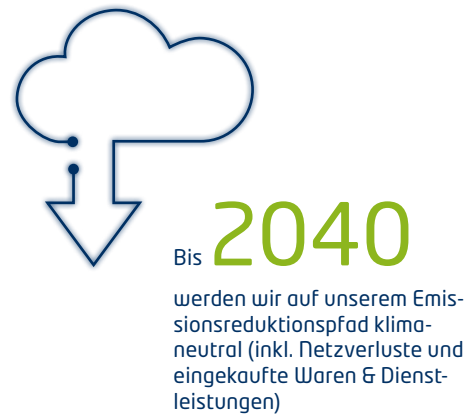 Bis 2040
werden wir auf unserem Emis-
sionsreduktionspfad klima-
neutral (inkl. Netzverluste und
eingekaufte Waren & Dienst-
leistungen)